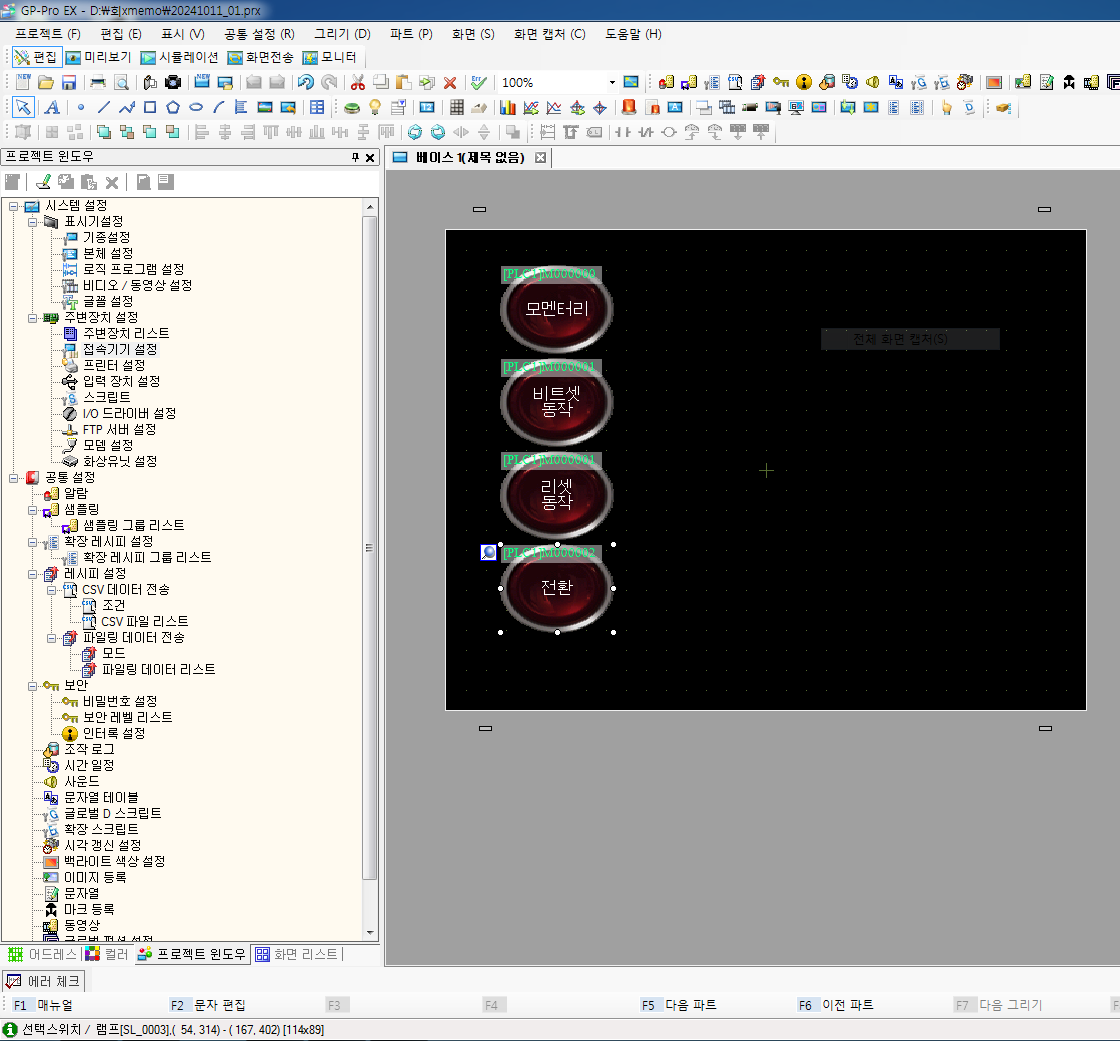 GP-Pro EX - D:\회\xmemo\20241011_01.prx
프로젝트 (F) 편집 (E) 표시 (V) 공통 설정 (R) 그리기 (D) 파트 (P) 화면 (S) 화면 캡처 (C) 도움말 (H)
편집 미리보기 시뮬레이션 화면전송 모니터
100%
프로젝트 윈도우
베이스 1(제목 없음)
시스템 설정
표시기설정
기종설정
본체 설정
로직 프로그램 설정
비디오 / 동영상 설정
글꼴 설정
주변장치 설정
주변장치 리스트
접속기기 설정
프린터 설정
입력 장치 설정
스크립트
I/O 드라이버 설정
FTP 서버 설정
모뎀 설정
화상유닛 설정
공통 설정
알람
샘플링
샘플링 그룹 리스트
확장 레시피 설정
확장 레시피 그룹 리스트
레시피 설정
CSV 데이터 전송
조건
CSV 파일 리스트
파일링 데이터 전송
모드
파일링 데이터 리스트
보안
비밀번호 설정
보안 레벨 리스트
인터록 설정
조작 로그
시간 일정
사운드
문자열 테이블
글로벌 D 스크립트
확장 스크립트
시각 갱신 설정
백라이트 색상 설정
이미지 등록
문자열
마크 등록
동영상
글로벌 펑션 설정
[PLC1]M000000
모멘터리
전체 화면 캡처(S)
[PLC1]M000001
비트셋
동작
[PLC1]M000001
리셋
동작
[PLC1]M000002
전환
어드레스 컬러 프로젝트 윈도우 화면 리스트
에러 체크
F1 매뉴얼 F2 문자 편집 F3 F4 F5 다음 파트 F6 이전 파트 F7 다음 그리기
선택스위치 / 램프[SL_0003],( 54, 314) - ( 167, 402) [114x89]